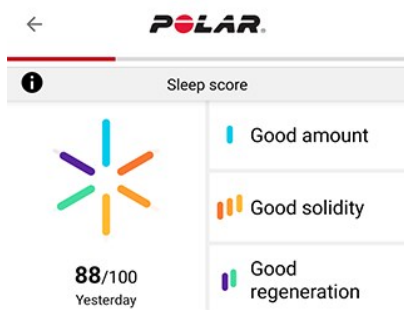 POLAR.
Sleep score
Good amount
Good solidity
Good
regeneration
88/100
Yesterday